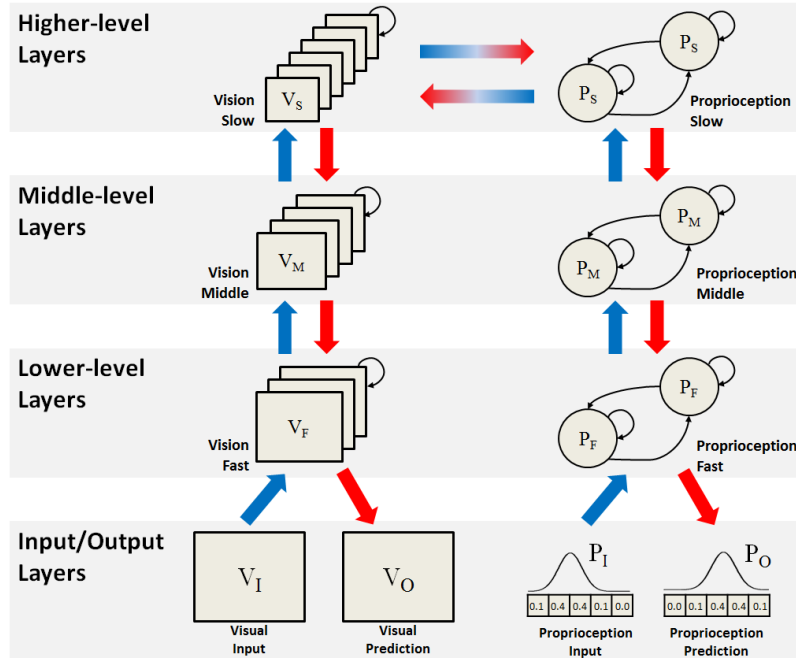 Higher-level
Layers
V_S
Vision
Slow
P_S
P_S
Proprioception
Slow
Middle-level
Layers
V_M
Vision
Middle
P_M
P_M
Proprioception
Middle
Lower-level
Layers
V_F
Vision
Fast
P_F
P_F
Proprioception
Fast
Input/Output
Layers
V_I
Visual
Input
V_O
Visual
Prediction
P_I
0.1 0.4 0.4 0.1 0.0
Proprioception
Input
P_O
0.0 0.1 0.4 0.4 0.1
Proprioception
Prediction